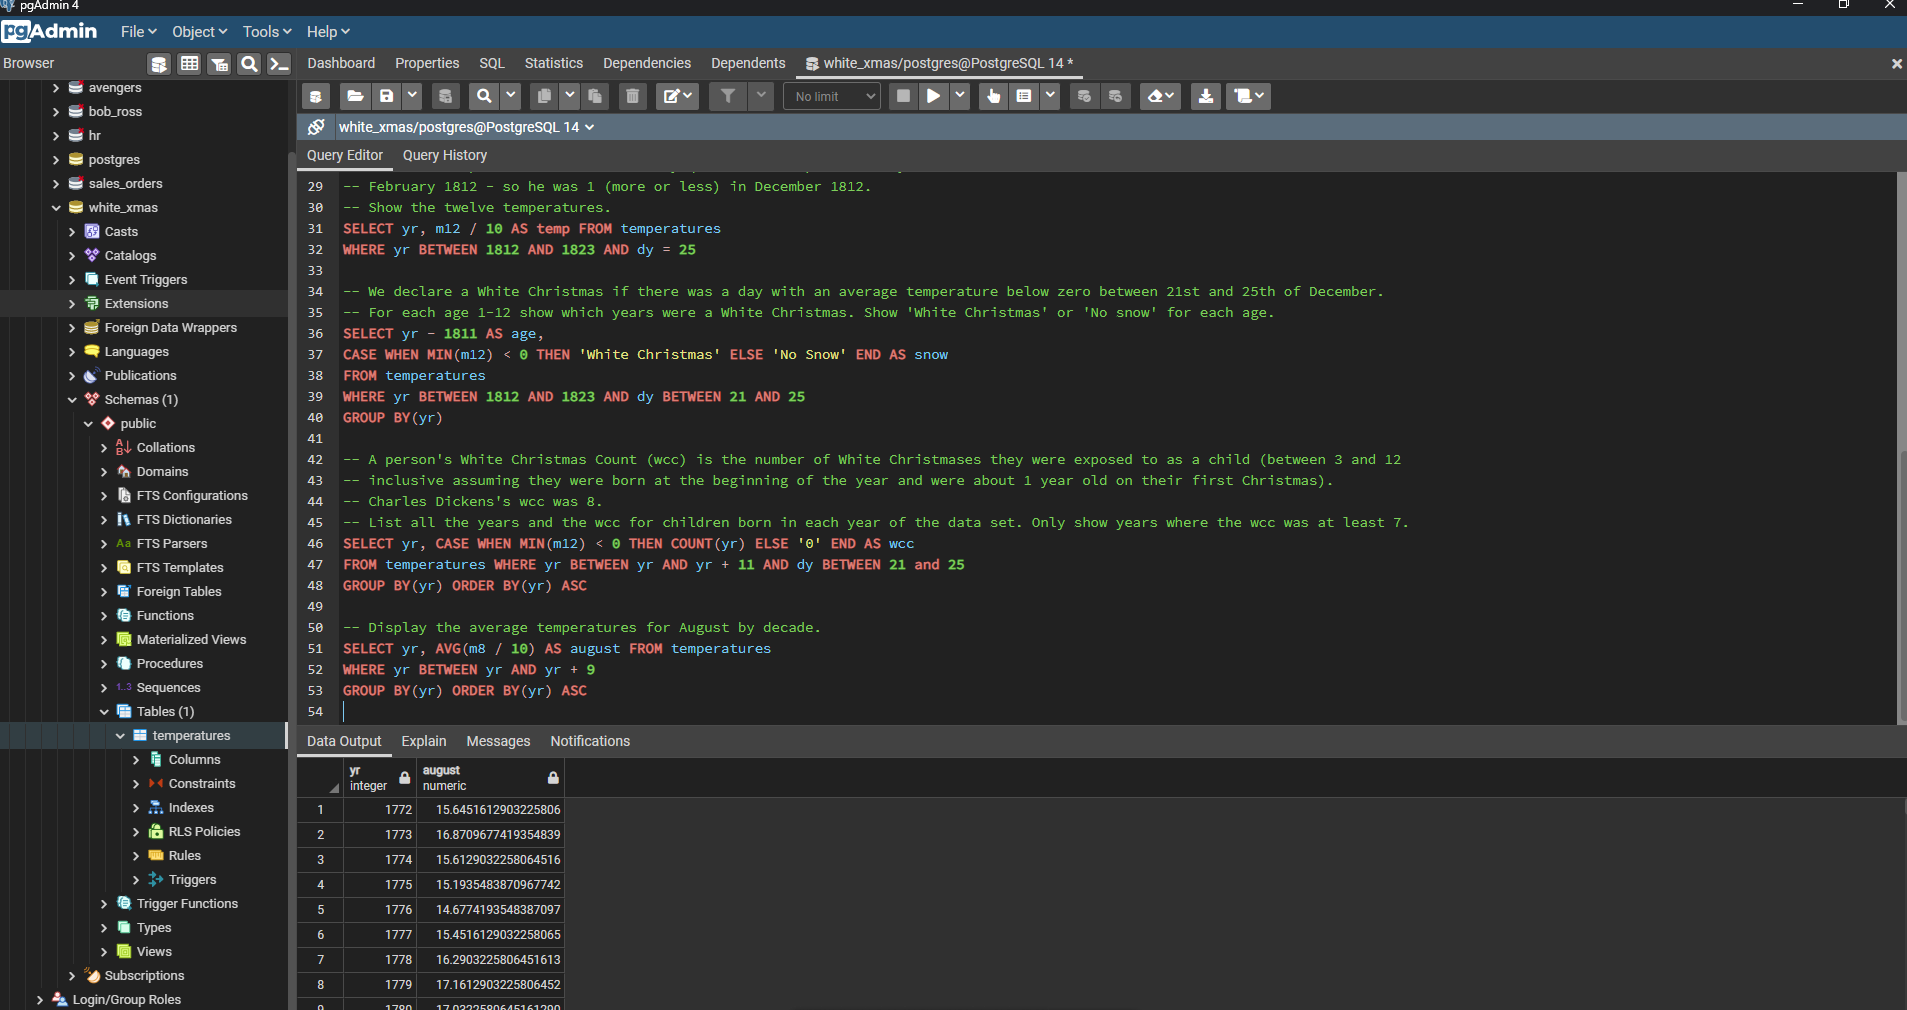 pgAdmin 4
pgAdmin File Object Tools Help
Browser
Dashboard Properties SQL Statistics Dependencies Dependents white_xmas/postgres@PostgreSQL 14 *
No limit
white_xmas/postgres@PostgreSQL 14
Query Editor Query History
avengers
bob_ross
hr
postgres
sales_orders
white_xmas
Casts
Catalogs
Event Triggers
Extensions
Foreign Data Wrappers
Languages
Publications
Schemas (1)
public
Collations
Domains
FTS Configurations
FTS Dictionaries
Aa FTS Parsers
FTS Templates
Foreign Tables
Functions
Materialized Views
Procedures
1..3 Sequences
Tables (1)
temperatures
Columns
Constraints
Indexes
RLS Policies
Rules
Triggers
Trigger Functions
Types
Views
Subscriptions
Login/Group Roles
29 -- February 1812 - so he was 1 (more or less) in December 1812.
30 -- Show the twelve temperatures.
31 SELECT yr, m12 / 10 AS temp FROM temperatures
32 WHERE yr BETWEEN 1812 AND 1823 AND dy = 25
33
34 -- We declare a White Christmas if there was a day with an average temperature below zero between 21st and 25th of December.
35 -- For each age 1-12 show which years were a White Christmas. Show 'White Christmas' or 'No snow' for each age.
36 SELECT yr - 1811 AS age,
37 CASE WHEN MIN(m12) < 0 THEN 'White Christmas' ELSE 'No Snow' END AS snow
38 FROM temperatures
39 WHERE yr BETWEEN 1812 AND 1823 AND dy BETWEEN 21 AND 25
40 GROUP BY(yr)
41
42 -- A person's White Christmas Count (wcc) is the number of White Christmases they were exposed to as a child (between 3 and 12
43 -- inclusive assuming they were born at the beginning of the year and were about 1 year old on their first Christmas).
44 -- Charles Dickens's wcc was 8.
45 -- List all the years and the wcc for children born in each year of the data set. Only show years where the wcc was at least 7.
46 SELECT yr, CASE WHEN MIN(m12) < 0 THEN COUNT(yr) ELSE '0' END AS wcc
47 FROM temperatures WHERE yr BETWEEN yr AND yr + 11 AND dy BETWEEN 21 and 25
48 GROUP BY(yr) ORDER BY(yr) ASC
49
50 -- Display the average temperatures for August by decade.
51 SELECT yr, AVG(m8 / 10) AS august FROM temperatures
52 WHERE yr BETWEEN yr AND yr + 9
53 GROUP BY(yr) ORDER BY(yr) ASC
54
Data Output Explain Messages Notifications
yr august
integer numeric
1 1772 15.6451612903225806
2 1773 16.8709677419354839
3 1774 15.6129032258064516
4 1775 15.1935483870967742
5 1776 14.6774193548387097
6 1777 15.4516129032258065
7 1778 16.2903225806451613
8 1779 17.1612903225806452
9 1780 17.0322580645161290